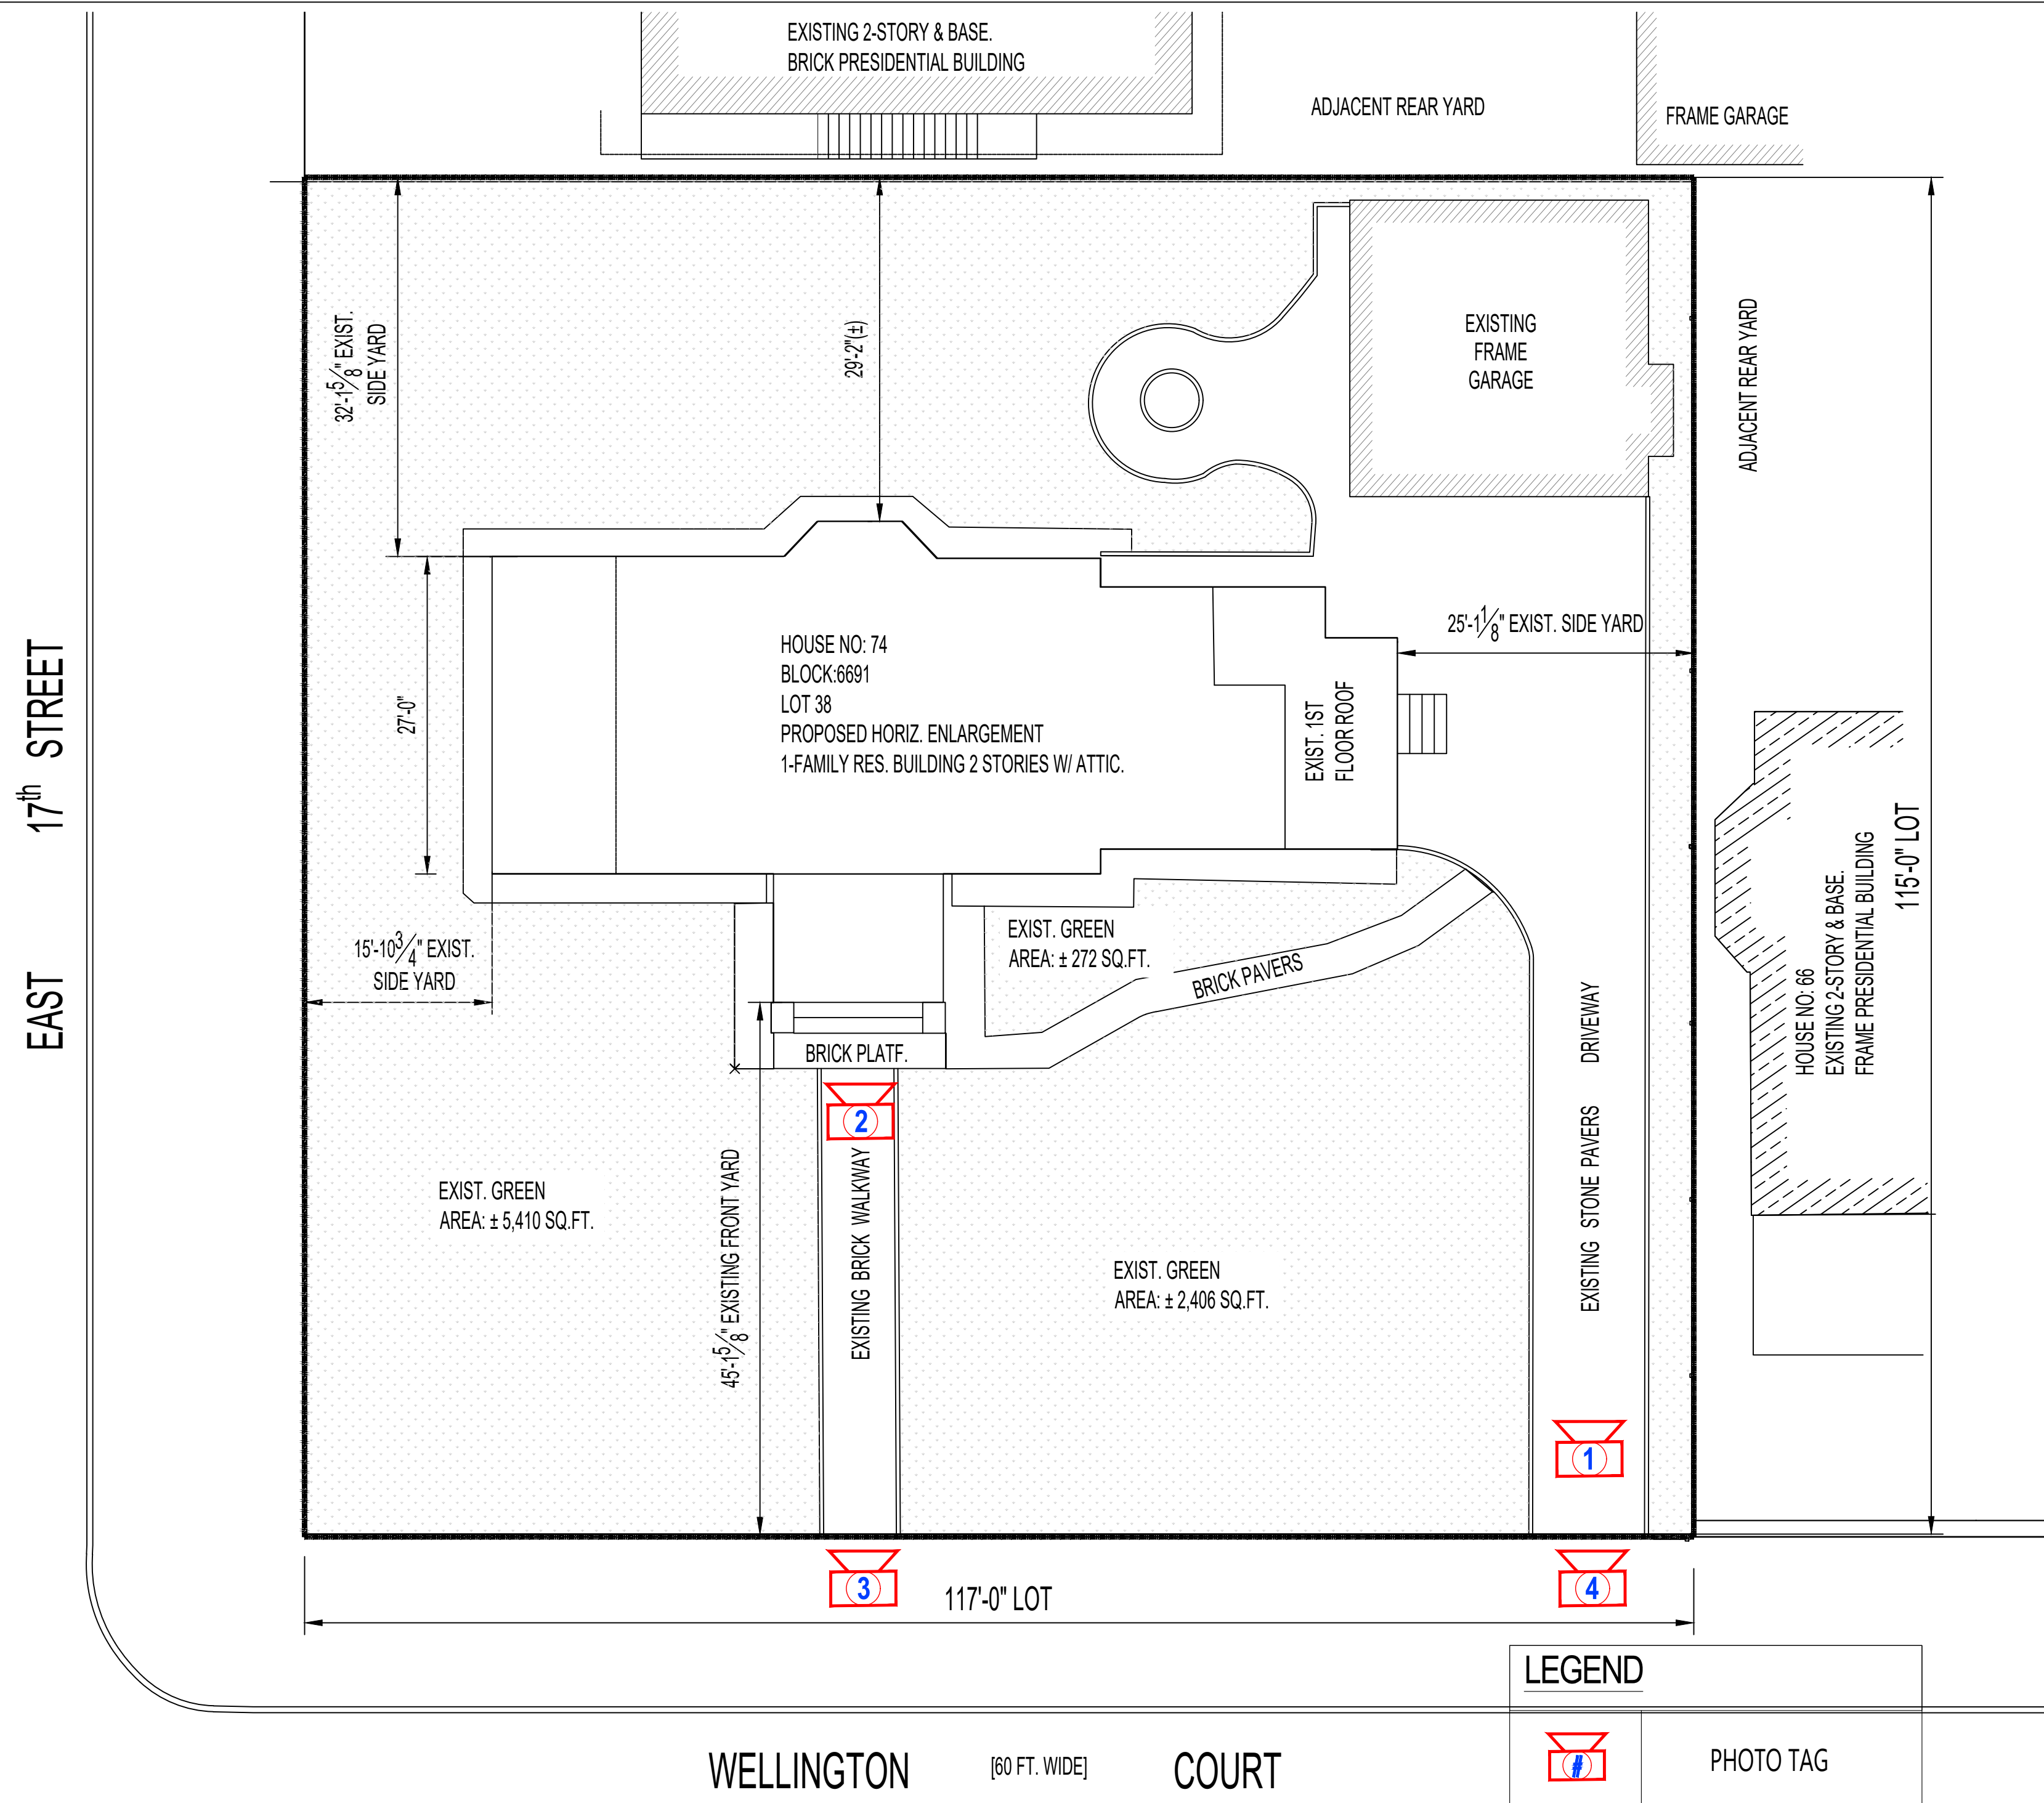 EXISTING 2-STORY & BASE.
BRICK PRESIDENTIAL BUILDING
ADJACENT REAR YARD
FRAME GARAGE
32'-1 5/8" EXIST.
SIDE YARD
29'-2"(±)
EXISTING
FRAME
GARAGE
ADJACENT REAR YARD
25'-1 1/8" EXIST. SIDE YARD
HOUSE NO: 74
BLOCK:6691
LOT 38
PROPOSED HORIZ. ENLARGEMENT
1-FAMILY RES. BUILDING 2 STORIES W/ ATTIC.
27'-0"
EXIST. 1ST
FLOOR ROOF
EAST 17th STREET
115'-0" LOT
HOUSE NO: 66
EXISTING 2-STORY & BASE.
FRAME PRESIDENTIAL BUILDING
15'-10 3/4" EXIST.
SIDE YARD
EXIST. GREEN
AREA: ± 272 SQ.FT.
BRICK PAVERS
BRICK PLATF.
2
EXISTING STONE PAVERS DRIVEWAY
EXIST. GREEN
AREA: ± 5,410 SQ.FT.
45'-1 5/8" EXISTING FRONT YARD
EXISTING BRICK WALKWAY
EXIST. GREEN
AREA: ± 2,406 SQ.FT.
1
3
4
117'-0" LOT
LEGEND
#
PHOTO TAG
WELLINGTON [60 FT. WIDE] COURT